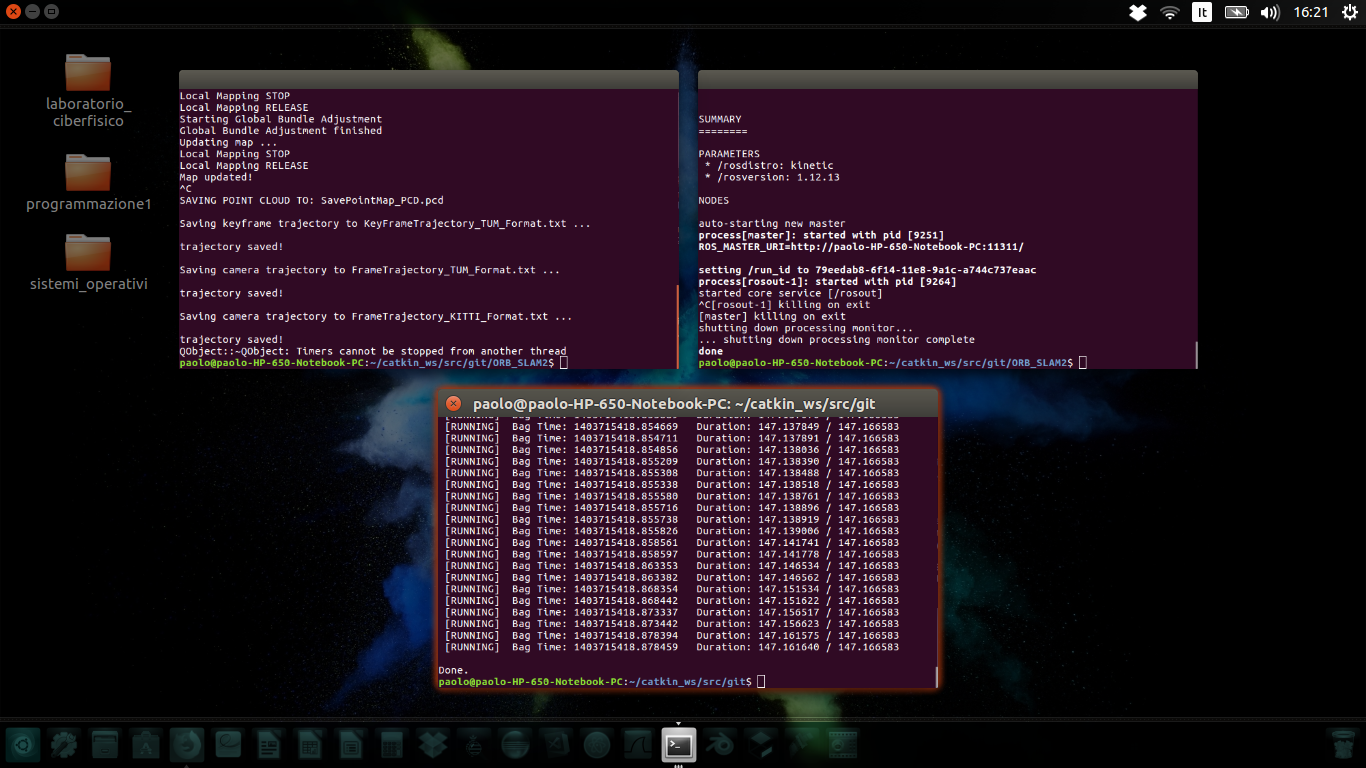 It
16:21
laboratorio_
ciberfisico
programmazione1
sistemi_operativi
Local Mapping STOP
Local Mapping RELEASE
Starting Global Bundle Adjustment
Global Bundle Adjustment finished
Updating map ...
Local Mapping STOP
Local Mapping RELEASE
Map updated!
^C
SAVING POINT CLOUD TO: SavePointMap_PCD.pcd
Saving keyframe trajectory to KeyFrameTrajectory_TUM_Format.txt ...
trajectory saved!
Saving camera trajectory to FrameTrajectory_TUM_Format.txt ...
trajectory saved!
Saving camera trajectory to FrameTrajectory_KITTI_Format.txt ...
trajectory saved!
QObject::~QObject: Timers cannot be stopped from another thread
paolo@paolo-HP-650-Notebook-PC:~/catkin_ws/src/git/ORB_SLAM2$
SUMMARY
========
PARAMETERS
* /rosdistro: kinetic
* /rosversion: 1.12.13
NODES
auto-starting new master
process[master]: started with pid [9251]
ROS_MASTER_URI=http://paolo-HP-650-Notebook-PC:11311/
setting /run_id to 79eedab8-6f14-11e8-9a1c-a744c737eaac
process[rosout-1]: started with pid [9264]
started core service [/rosout]
^C[rosout-1] killing on exit
[master] killing on exit
shutting down processing monitor...
... shutting down processing monitor complete
done
paolo@paolo-HP-650-Notebook-PC:~/catkin_ws/src/git/ORB_SLAM2$
paolo@paolo-HP-650-Notebook-PC: ~/catkin_ws/src/git
[RUNNING]  Bag Time: 1403715418.854669   Duration: 147.137849 / 147.166583
[RUNNING]  Bag Time: 1403715418.854711   Duration: 147.137891 / 147.166583
[RUNNING]  Bag Time: 1403715418.854856   Duration: 147.138036 / 147.166583
[RUNNING]  Bag Time: 1403715418.855209   Duration: 147.138390 / 147.166583
[RUNNING]  Bag Time: 1403715418.855308   Duration: 147.138488 / 147.166583
[RUNNING]  Bag Time: 1403715418.855338   Duration: 147.138518 / 147.166583
[RUNNING]  Bag Time: 1403715418.855580   Duration: 147.138761 / 147.166583
[RUNNING]  Bag Time: 1403715418.855716   Duration: 147.138896 / 147.166583
[RUNNING]  Bag Time: 1403715418.855738   Duration: 147.138919 / 147.166583
[RUNNING]  Bag Time: 1403715418.855826   Duration: 147.139006 / 147.166583
[RUNNING]  Bag Time: 1403715418.858561   Duration: 147.141741 / 147.166583
[RUNNING]  Bag Time: 1403715418.858597   Duration: 147.141778 / 147.166583
[RUNNING]  Bag Time: 1403715418.863353   Duration: 147.146534 / 147.166583
[RUNNING]  Bag Time: 1403715418.863382   Duration: 147.146562 / 147.166583
[RUNNING]  Bag Time: 1403715418.868354   Duration: 147.151534 / 147.166583
[RUNNING]  Bag Time: 1403715418.868442   Duration: 147.151622 / 147.166583
[RUNNING]  Bag Time: 1403715418.873337   Duration: 147.156517 / 147.166583
[RUNNING]  Bag Time: 1403715418.873442   Duration: 147.156623 / 147.166583
[RUNNING]  Bag Time: 1403715418.878394   Duration: 147.161575 / 147.166583
[RUNNING]  Bag Time: 1403715418.878459   Duration: 147.161640 / 147.166583
Done.
paolo@paolo-HP-650-Notebook-PC:~/catkin_ws/src/git$